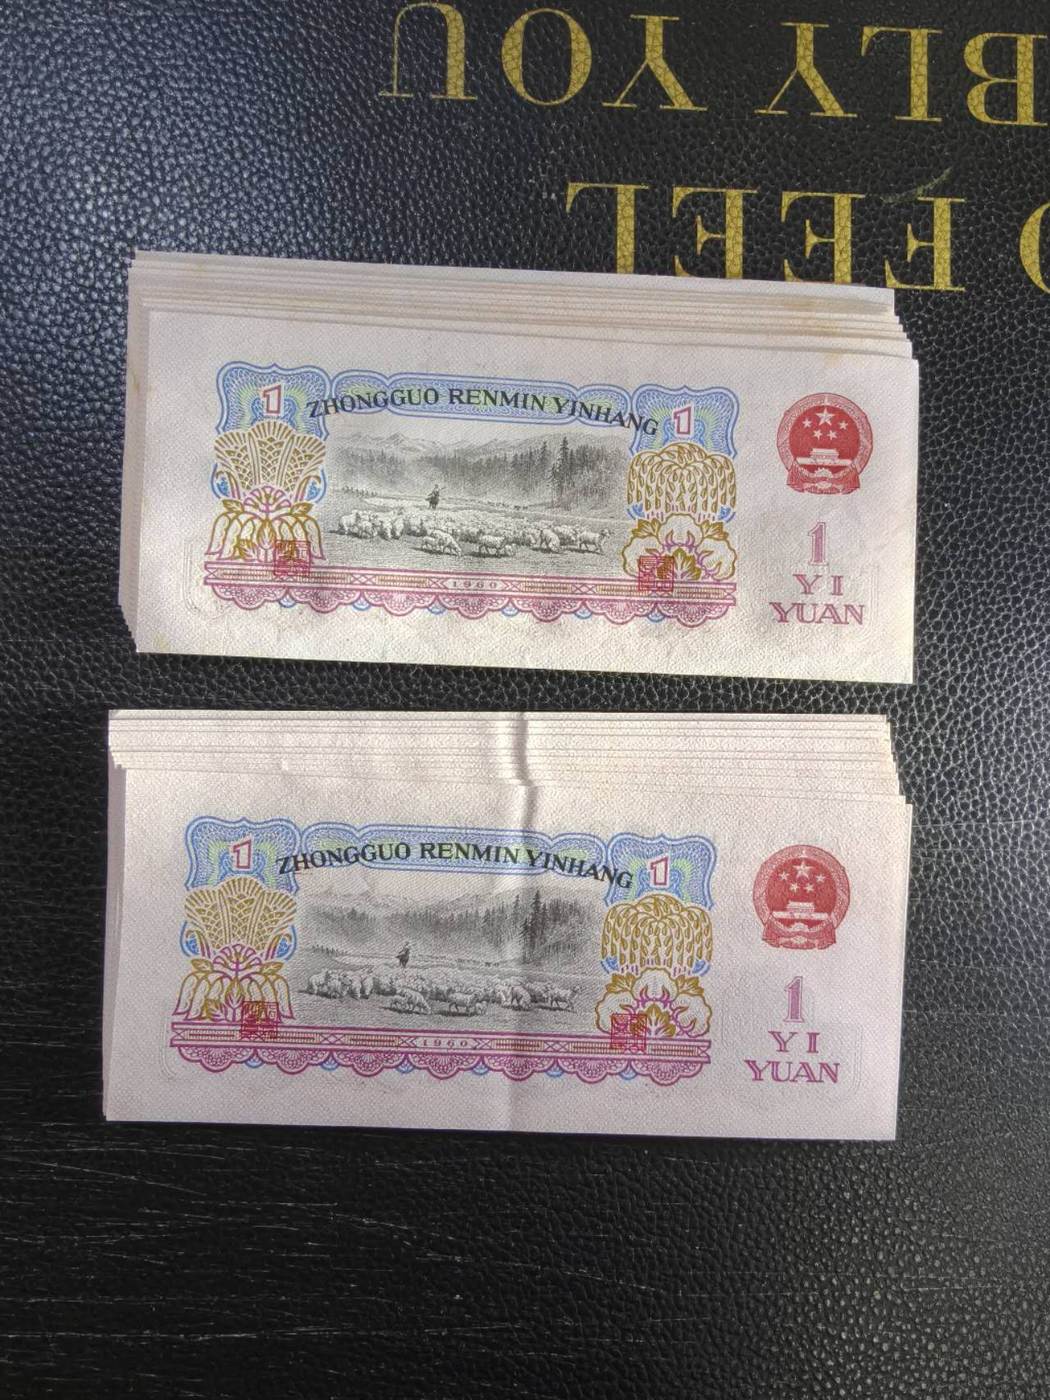 BLY YOU
FEEL
1
ZHONGGUO RENMIN YINHANG
1
1960
1
YI
YUAN
1
ZHONGGUO RENMIN YINHANG
1
1960
1
YI
YUAN